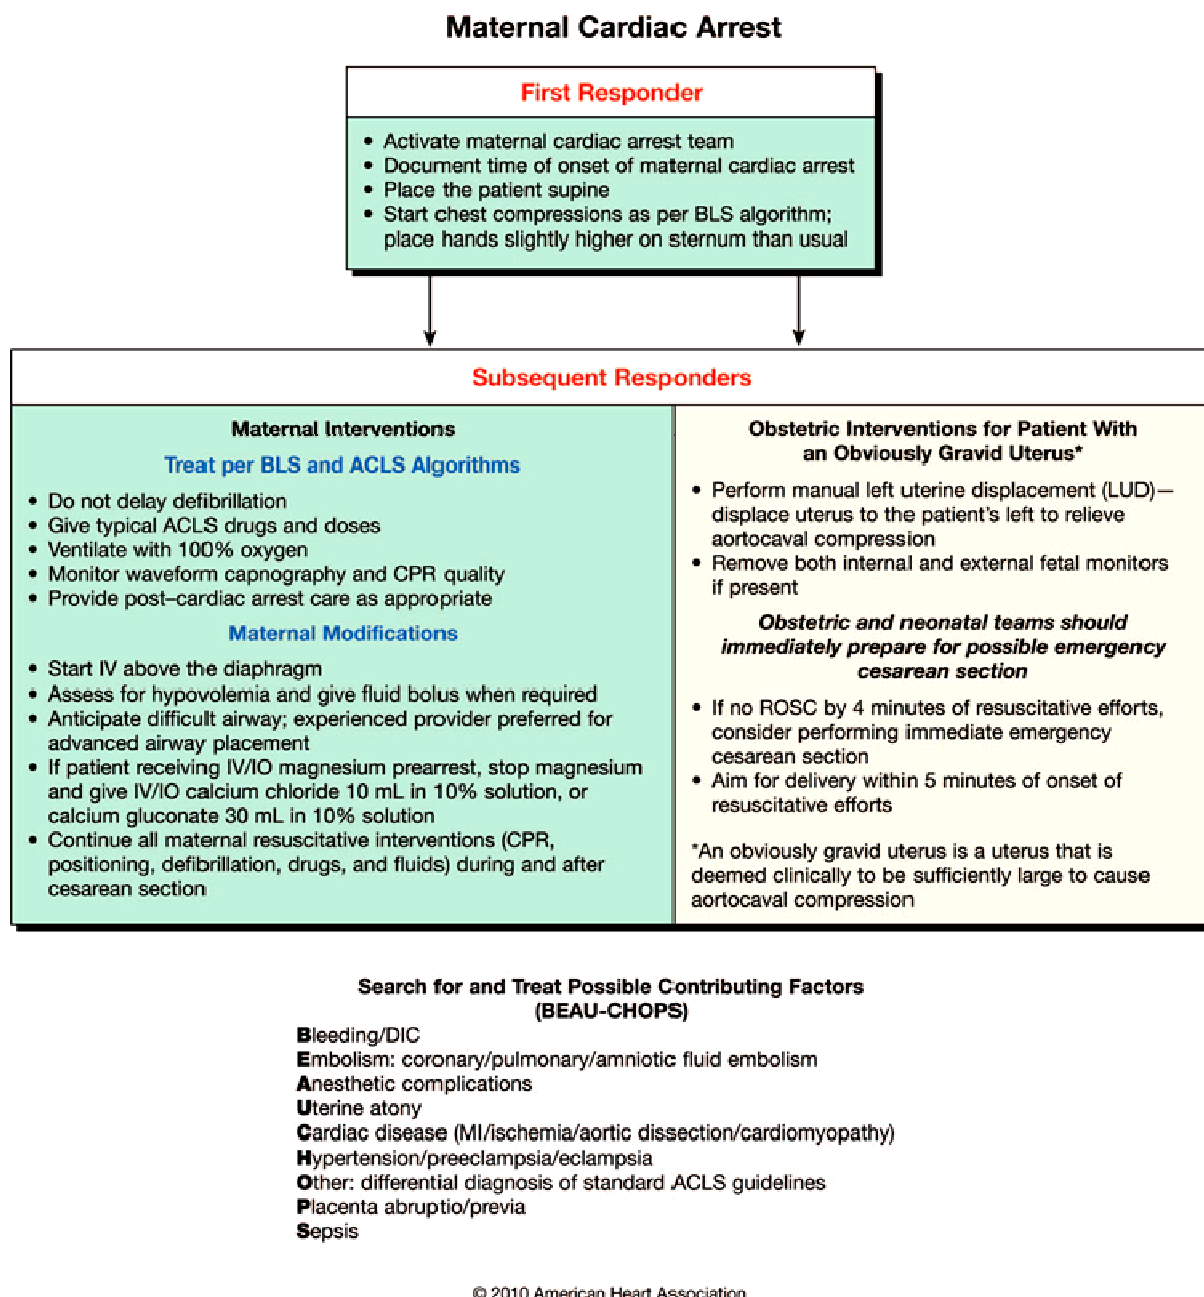 Maternal Cardiac Arrest
First Responder
• Activate maternal cardiac arrest team
• Document time of onset of maternal cardiac arrest
• Place the patient supine
• Start chest compressions as per BLS algorithm;
place hands slightly higher on sternum than usual
Subsequent Responders
Maternal Interventions
Treat per BLS and ACLS Algorithms
• Do not delay defibrillation
• Give typical ACLS drugs and doses
• Ventilate with 100% oxygen
• Monitor waveform capnography and CPR quality
• Provide post–cardiac arrest care as appropriate
Maternal Modifications
• Start IV above the diaphragm
• Assess for hypovolemia and give fluid bolus when required
• Anticipate difficult airway; experienced provider preferred for
advanced airway placement
• If patient receiving IV/IO magnesium prearrest, stop magnesium
and give IV/IO calcium chloride 10 mL in 10% solution, or
calcium gluconate 30 mL in 10% solution
• Continue all maternal resuscitative interventions (CPR,
positioning, defibrillation, drugs, and fluids) during and after
cesarean section
Obstetric Interventions for Patient With
an Obviously Gravid Uterus*
• Perform manual left uterine displacement (LUD)—
displace uterus to the patient's left to relieve
aortocaval compression
• Remove both internal and external fetal monitors
if present
Obstetric and neonatal teams should
immediately prepare for possible emergency
cesarean section
• If no ROSC by 4 minutes of resuscitative efforts,
consider performing immediate emergency
cesarean section
• Aim for delivery within 5 minutes of onset of
resuscitative efforts
*An obviously gravid uterus is a uterus that is
deemed clinically to be sufficiently large to cause
aortocaval compression
Search for and Treat Possible Contributing Factors
(BEAU-CHOPS)
Bleeding/DIC
Embolism: coronary/pulmonary/amniotic fluid embolism
Anesthetic complications
Uterine atony
Cardiac disease (MI/ischemia/aortic dissection/cardiomyopathy)
Hypertension/preeclampsia/eclampsia
Other: differential diagnosis of standard ACLS guidelines
Placenta abruptio/previa
Sepsis
© 2010 American Heart Association